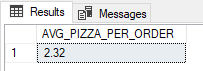 Results Messages
AVG_PIZZA_PER_ORDER
1 2.32